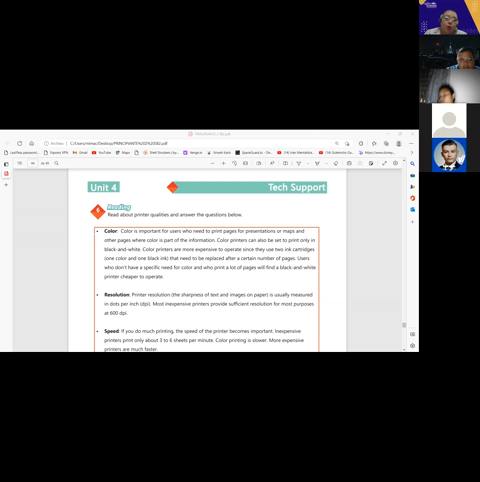 C:/Users/
Express VPN
Gmail
YouTube
Maps
Unit 4
Tech Support
Reading
Read about printer qualities and answer the questions below.
• Color: Color is important for users who need to print pages for presentations or maps and
other pages where color is part of the information. Color printers can also be set to print only in
black-and-white. Color printers are more expensive to operate since they use two ink cartridges
(one color and one black ink) that need to be replaced after a certain number of pages. Users
who don't have a specific need for color and who print a lot of pages will find a black-and-white
printer cheaper to operate.
• Resolution: Printer resolution (the sharpness of text and images on paper) is usually measured
in dots per inch (dpi). Most inexpensive printers provide sufficient resolution for most purposes
at 600 dpi.
• Speed: If you do much printing, the speed of the printer becomes important. Inexpensive
printers print only about 3 to 6 sheets per minute. Color printing is slower. More expensive
printers are much faster.